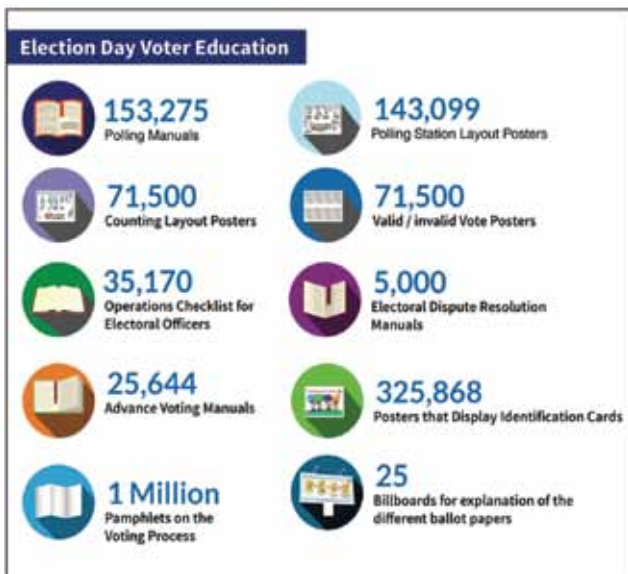 Election Day Voter Education
153,275
Polling Manuals
143,099
Polling Station Layout Posters
71,500
Counting Layout Posters
71,500
Valid / invalid Vote Posters
35,170
Operations Checklist for
Electoral Officers
5,000
Electoral Dispute Resolution
Manuals
25,644
Advance Voting Manuals
325,868
Posters that Display Identification Cards
1 Million
Pamphlets on the
Voting Process
25
Billboards for explanation of the
different ballot papers